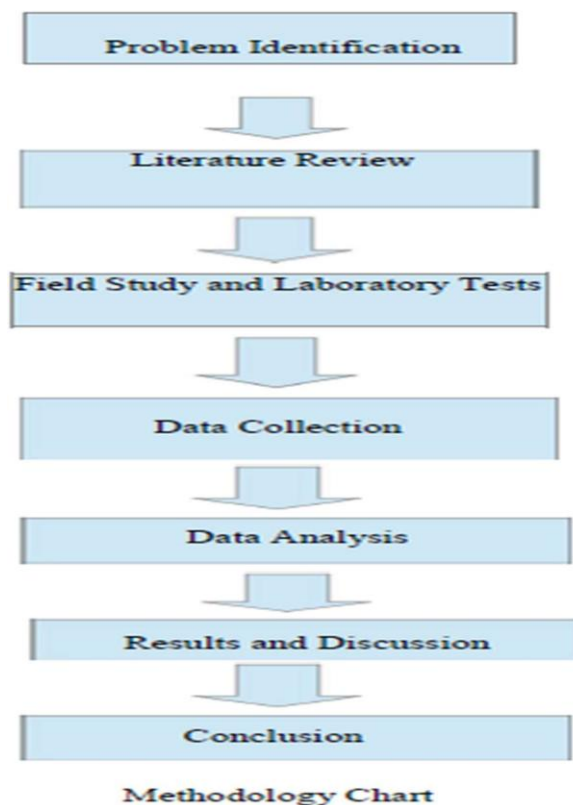 Problem Identification
Literature Review
Field Study and Laboratory Tests
Data Collection
Data Analysis
Results and Discussion
Conclusion
Methodology Chart